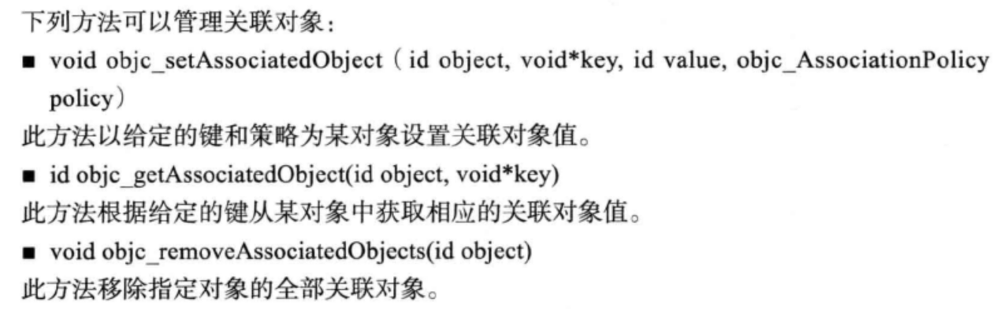 下列方法可以管理关联对象：
■ void objc_setAssociatedObject（id object, void*key, id value, objc_AssociationPolicy
policy）
此方法以给定的键和策略为某对象设置关联对象值。
■ id objc_getAssociatedObject(id object, void*key)
此方法根据给定的键从某对象中获取相应的关联对象值。
■ void objc_removeAssociatedObjects(id object)
此方法移除指定对象的全部关联对象。